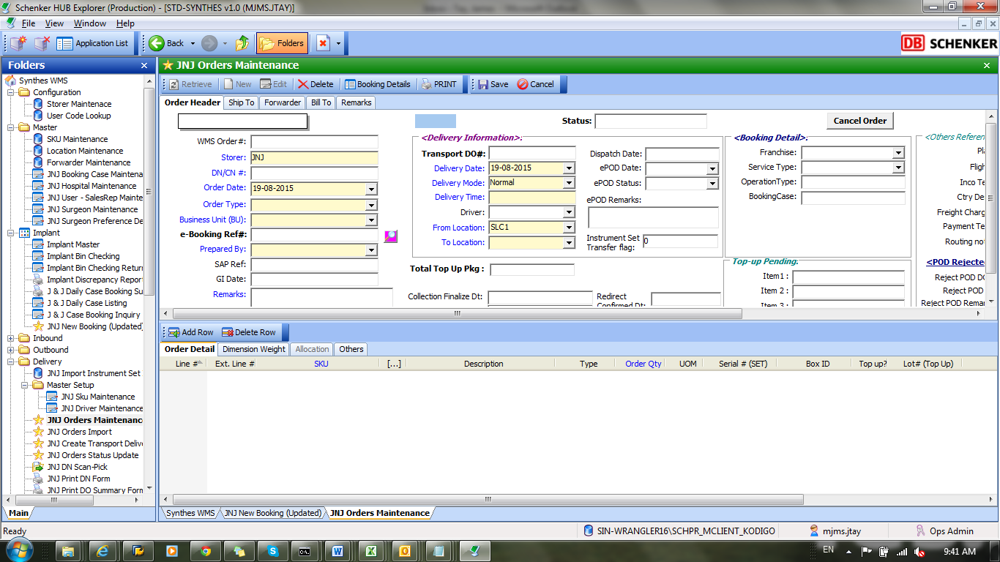 Schenker HUB Explorer (Production) - [STD-SYNTHES v1.0 (MJMS.JTAY)]
File View Window Help
Application List Back Folders
DB SCHENKER
Folders
Synthes WMS
Configuration
Storer Maintenace
User Code Lookup
Master
SKU Maintenance
Location Maintenance
Forwarder Maintenance
JNJ Booking Case Maintena
JNJ Hospital Maintenance
JNJ User - SalesRep Mainte
JNJ Surgeon Maintenance
JNJ Surgeon Preference De
Implant
Implant Master
Implant Bin Checking
Implant Bin Checking Return
Implant Discrepancy Repor
J & J Daily Case Booking Su
J & J Daily Case Listing
J & J Case Booking Inquiry
JNJ New Booking (Updated)
Inbound
Outbound
Delivery
JNJ Import Instrument Set
Master Setup
JNJ Sku Maintenance
JNJ Driver Maintenance
JNJ Orders Maintenanc
JNJ Orders Import
JNJ Create Transport Deliv
JNJ Orders Status Update
JNJ DN Scan-Pick
JNJ Print DN Form
JNJ Print DO Summary Form
Main
JNJ Orders Maintenance
Retrieve New Edit Delete Booking Details PRINT Save Cancel
Order Header Ship To Forwarder Bill To Remarks
Status: Cancel Order
WMS Order#:
Storer: JNJ
DN/CN #:
Order Date: 19-08-2015
Order Type:
Business Unit (BU):
e-Booking Ref#:
Prepared By:
SAP Ref:
GI Date:
Remarks:
<Delivery Information>:
Transport DO#:
Delivery Date: 19-08-2015
Delivery Mode: Normal
Delivery Time:
Driver:
From Location: SLC1
To Location:
Dispatch Date:
ePOD Date:
ePOD Status:
ePOD Remarks:
Instrument Set
Transfer flag: 0
Total Top Up Pkg :
Collection Finalize Dt:
Redirect
Confirmed Dt:
<Booking Detail>:
Franchise:
Service Type:
OperationType:
BookingCase:
Top-up Pending:
Item1 :
Item 2 :
Item 3 :
<Others Referen
Pla
Fligh
Inco Te
Ctry De
Freight Charg
Payment Te
Routing not
<POD Rejected
Reject POD DO
Reject POD
Reject POD Remar
Add Row Delete Row
Order Detail Dimension Weight Allocation Others
Line # Ext. Line # SKU [...] Description Type Order Qty UOM Serial # (SET) Box ID Top up? Lot# (Top Up)
Synthes WMS JNJ New Booking (Updated) JNJ Orders Maintenance
Ready SIN-WRANGLER16\SCHPR_MCLIENT_KODIGO mjms.jtay Ops Admin
EN 9:41 AM